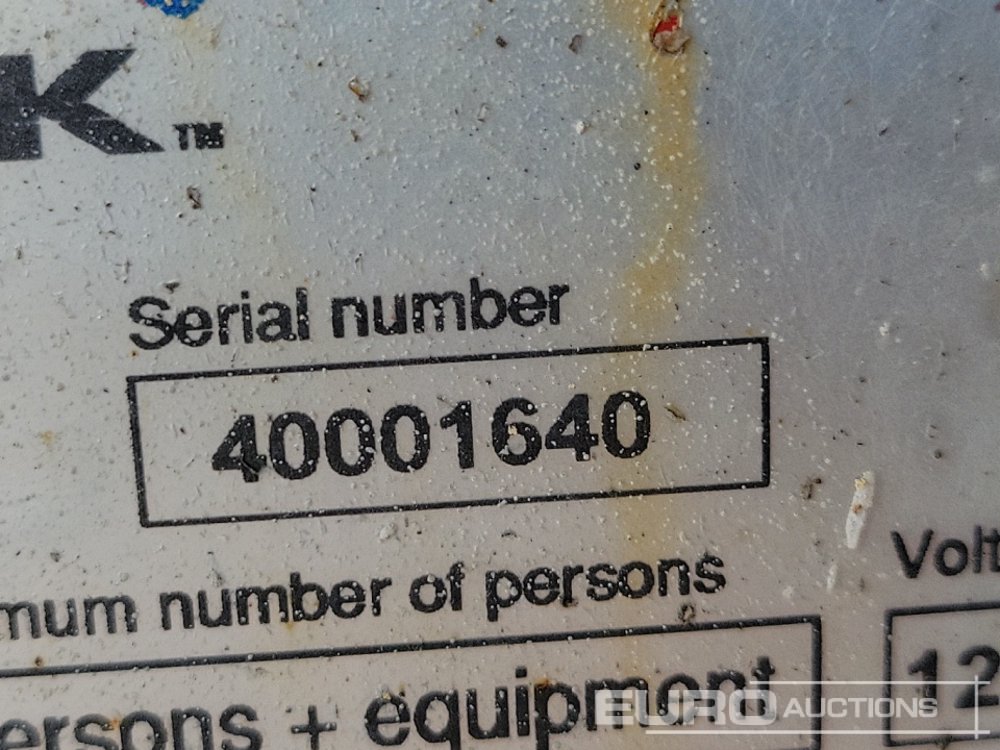 K™
Serial number
40001640
mum number of persons
Volt
ersons + equipment
12
EURO AUCTIONS